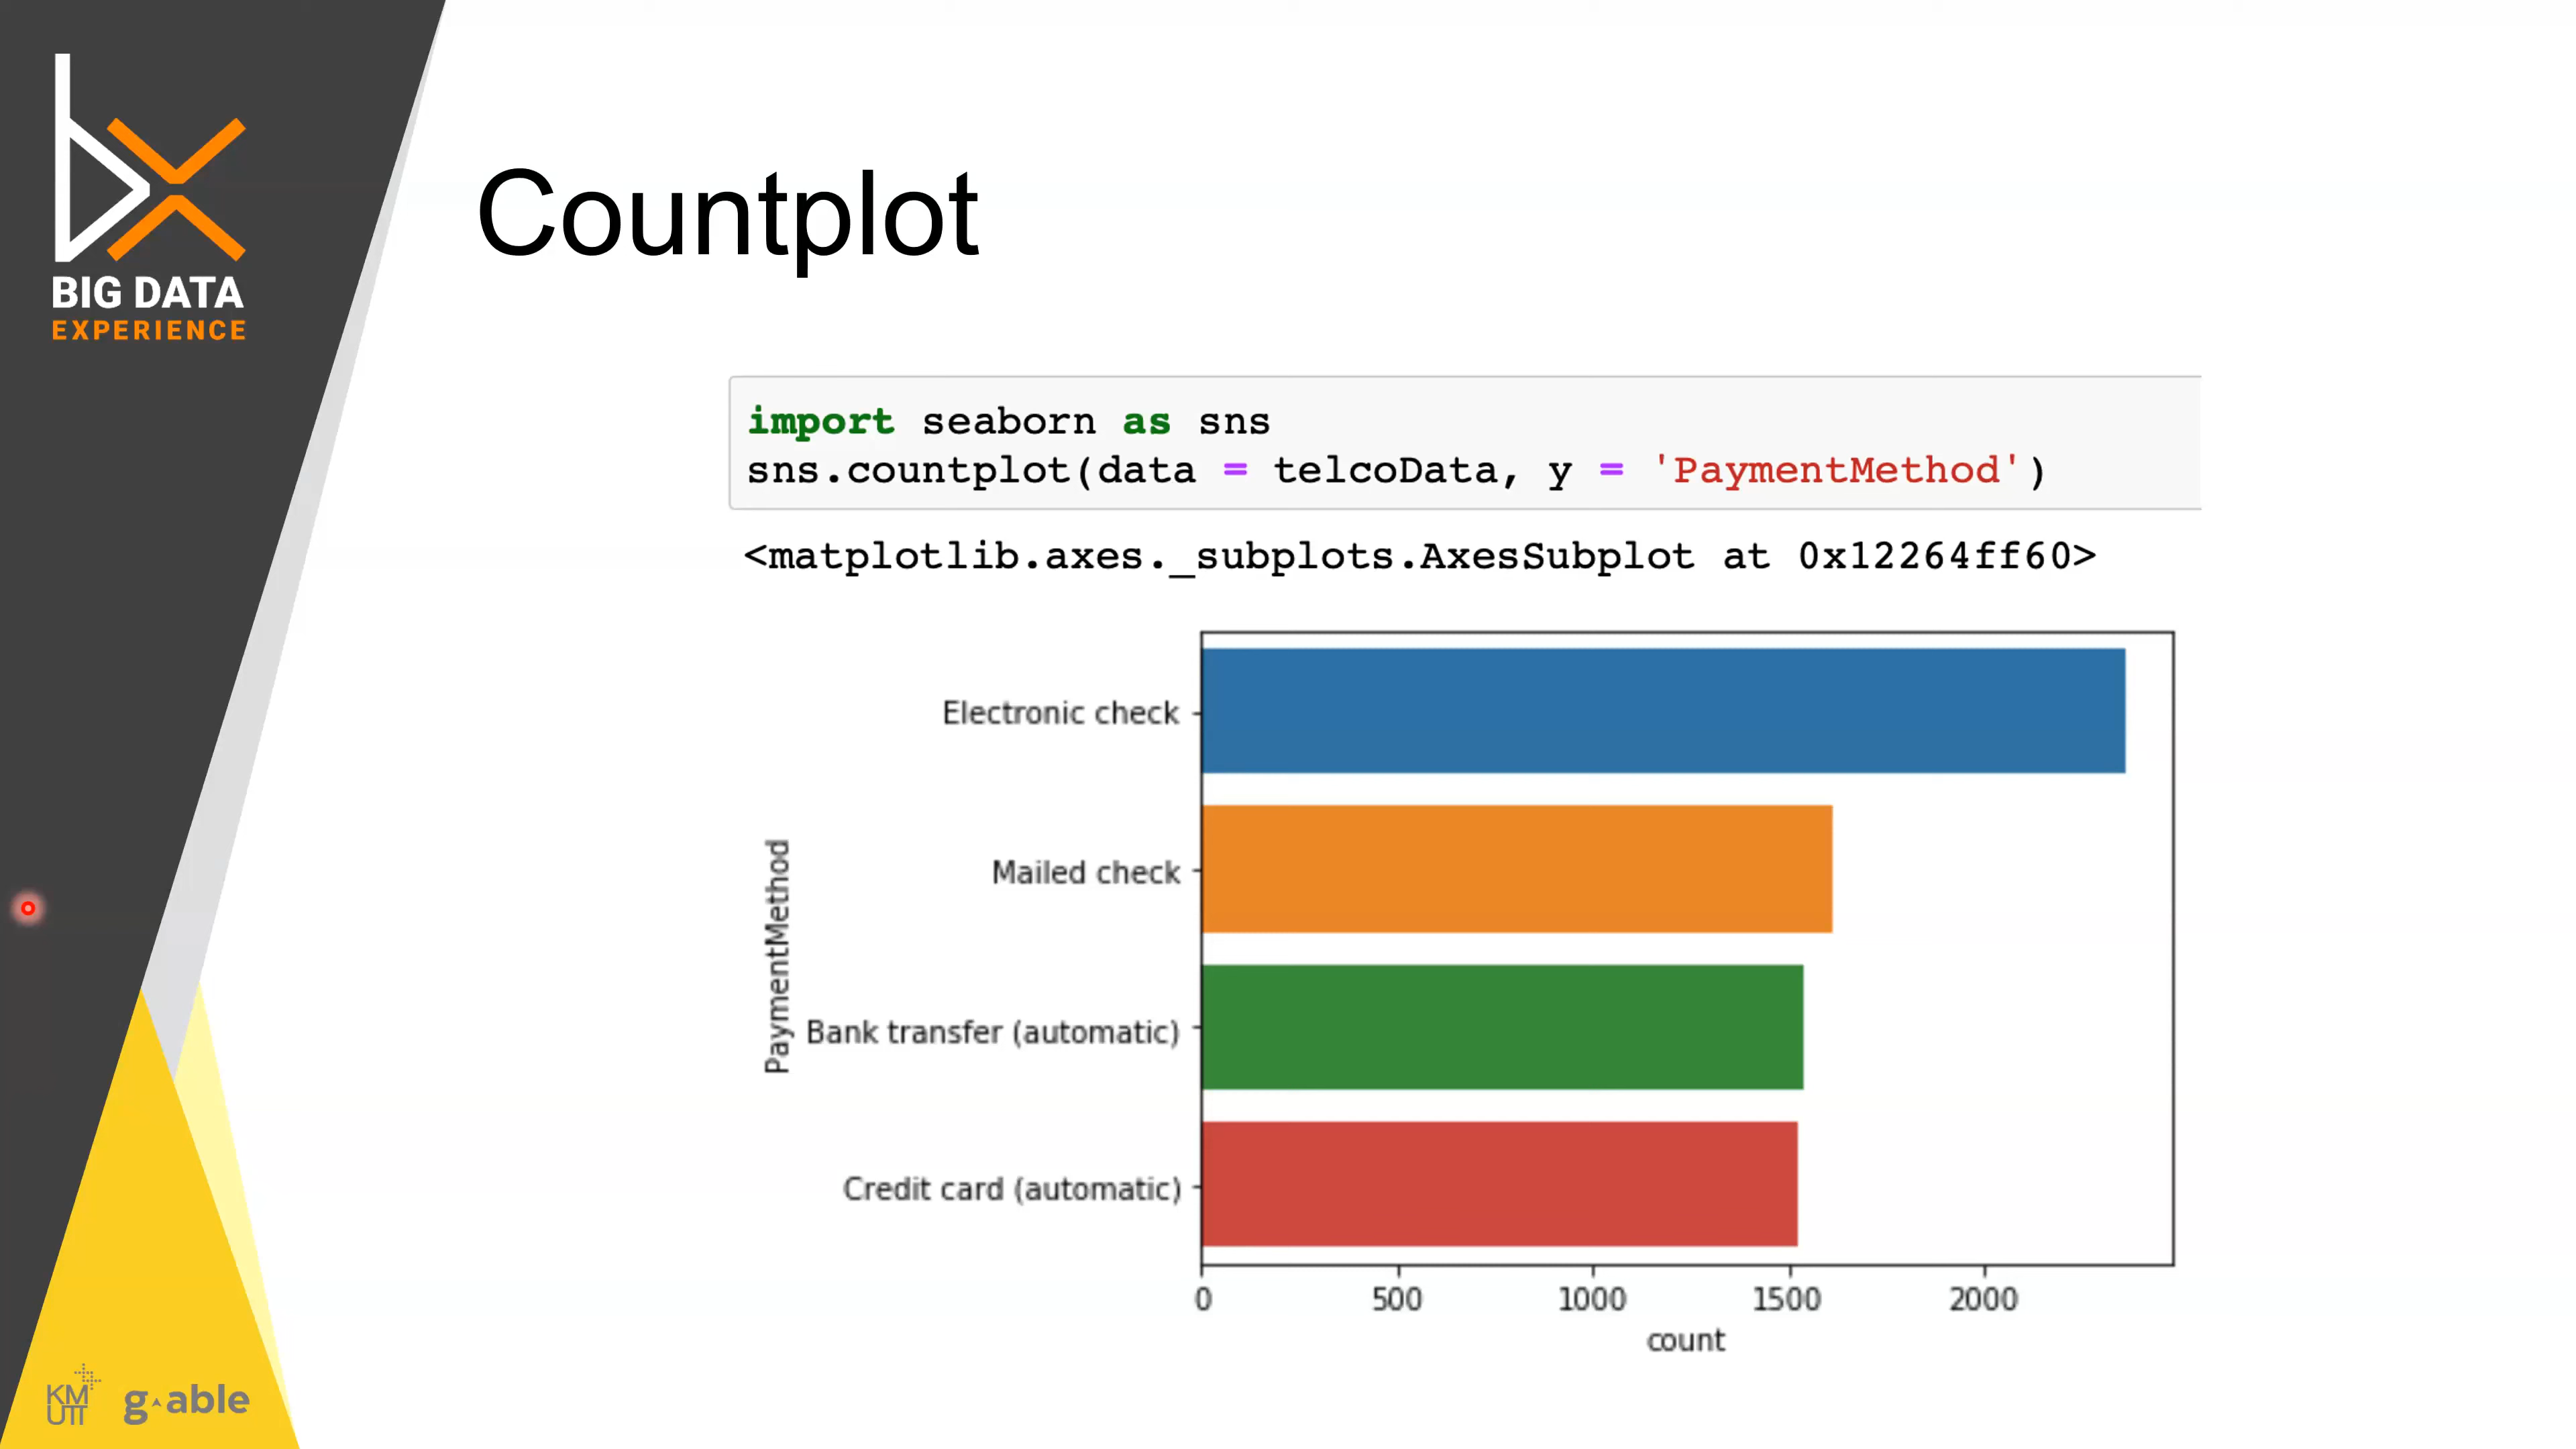 BIG DATA
EXPERIENCE
Countplot
import seaborn as sns
sns.countplot(data = telcoData, y = 'PaymentMethod')
<matplotlib.axes._subplots.AxesSubplot at 0x12264ff60>
PaymentMethod
Electronic check
Mailed check
Bank transfer (automatic)
Credit card (automatic)
0 500 1000 1500 2000
count
KM
UTT
g-able